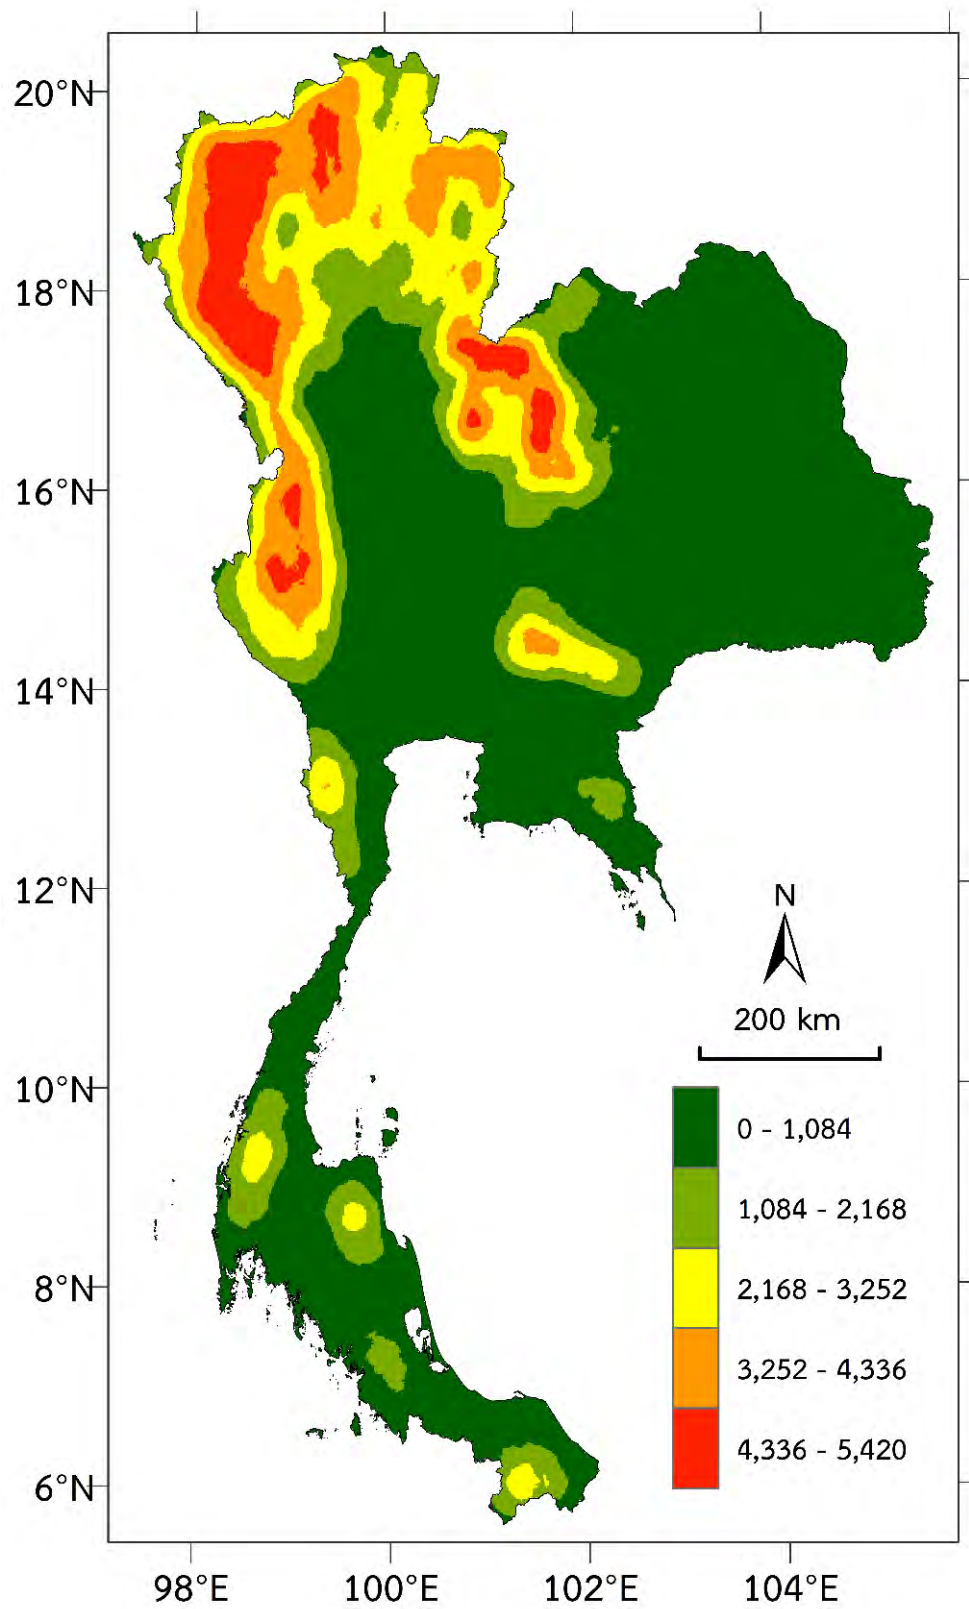 20°N
18°N
16°N
14°N
12°N
10°N
8°N
6°N
N
200 km
0 - 1,084
1,084 - 2,168
2,168 - 3,252
3,252 - 4,336
4,336 - 5,420
98°E 100°E 102°E 104°E